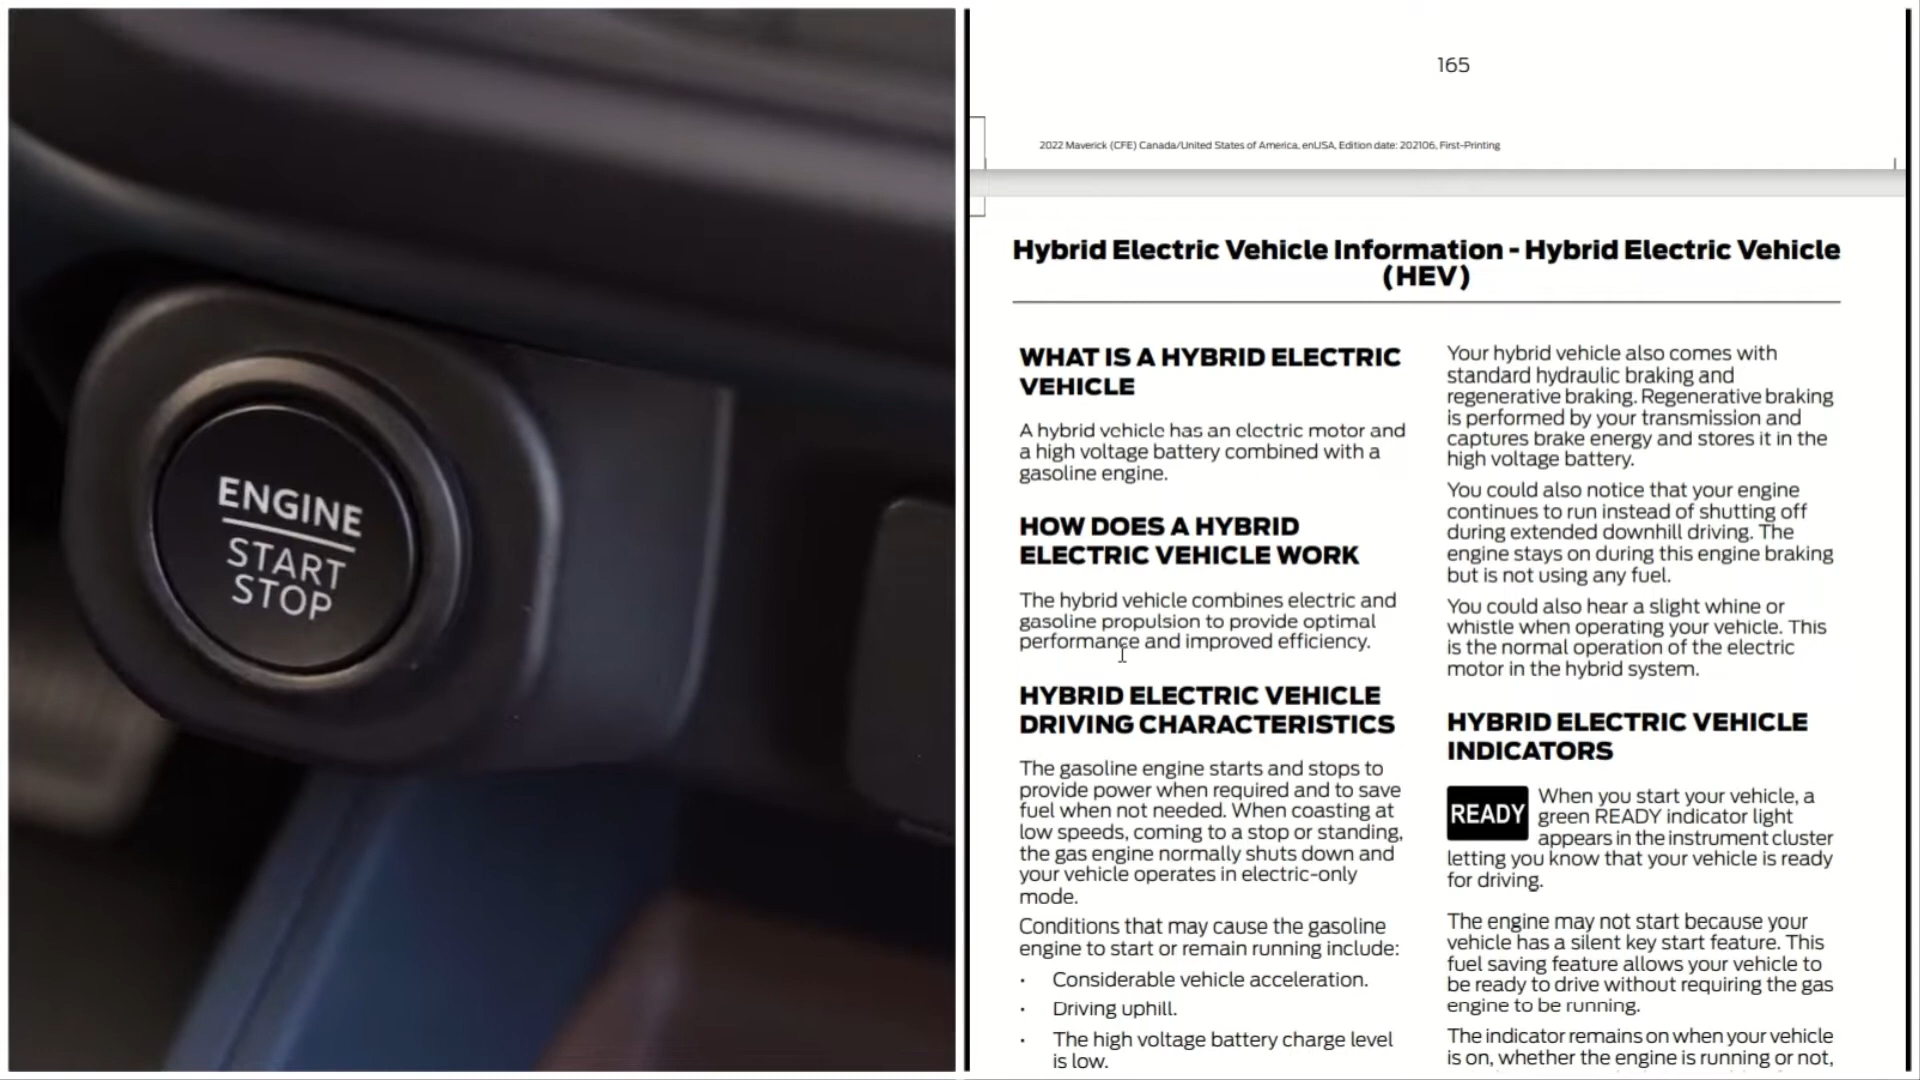 ENGINE
START
STOP
165
2022 Maverick (CFE) Canada/United States of America, enUSA, Edition date: 202106, First-Printing
Hybrid Electric Vehicle Information - Hybrid Electric Vehicle
(HEV)
WHAT IS A HYBRID ELECTRIC
VEHICLE
A hybrid vehicle has an electric motor and
a high voltage battery combined with a
gasoline engine.
HOW DOES A HYBRID
ELECTRIC VEHICLE WORK
The hybrid vehicle combines electric and
gasoline propulsion to provide optimal
performance and improved efficiency.
HYBRID ELECTRIC VEHICLE
DRIVING CHARACTERISTICS
The gasoline engine starts and stops to
provide power when required and to save
fuel when not needed. When coasting at
low speeds, coming to a stop or standing,
the gas engine normally shuts down and
your vehicle operates in electric-only
mode.
Conditions that may cause the gasoline
engine to start or remain running include:
· Considerable vehicle acceleration.
· Driving uphill.
· The high voltage battery charge level
is low.
Your hybrid vehicle also comes with
standard hydraulic braking and
regenerative braking. Regenerative braking
is performed by your transmission and
captures brake energy and stores it in the
high voltage battery.
You could also notice that your engine
continues to run instead of shutting off
during extended downhill driving. The
engine stays on during this engine braking
but is not using any fuel.
You could also hear a slight whine or
whistle when operating your vehicle. This
is the normal operation of the electric
motor in the hybrid system.
HYBRID ELECTRIC VEHICLE
INDICATORS
READY When you start your vehicle, a
green READY indicator light
appears in the instrument cluster
letting you know that your vehicle is ready
for driving.
The engine may not start because your
vehicle has a silent key start feature. This
fuel saving feature allows your vehicle to
be ready to drive without requiring the gas
engine to be running.
The indicator remains on when your vehicle
is on, whether the engine is running or not,